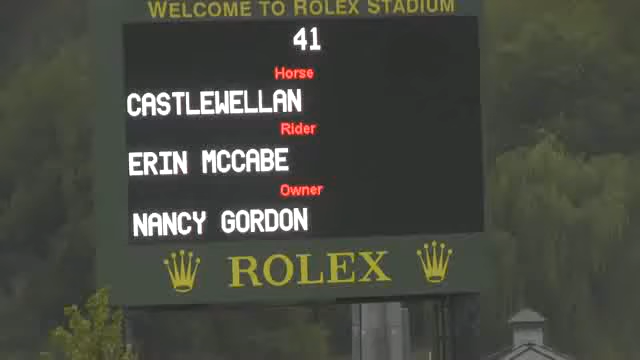 WELCOME TO ROLEX STADIUM
41
Horse
CASTLEWELLAN
Rider
ERIN MCCABE
Owner
NANCY GORDON
ROLEX